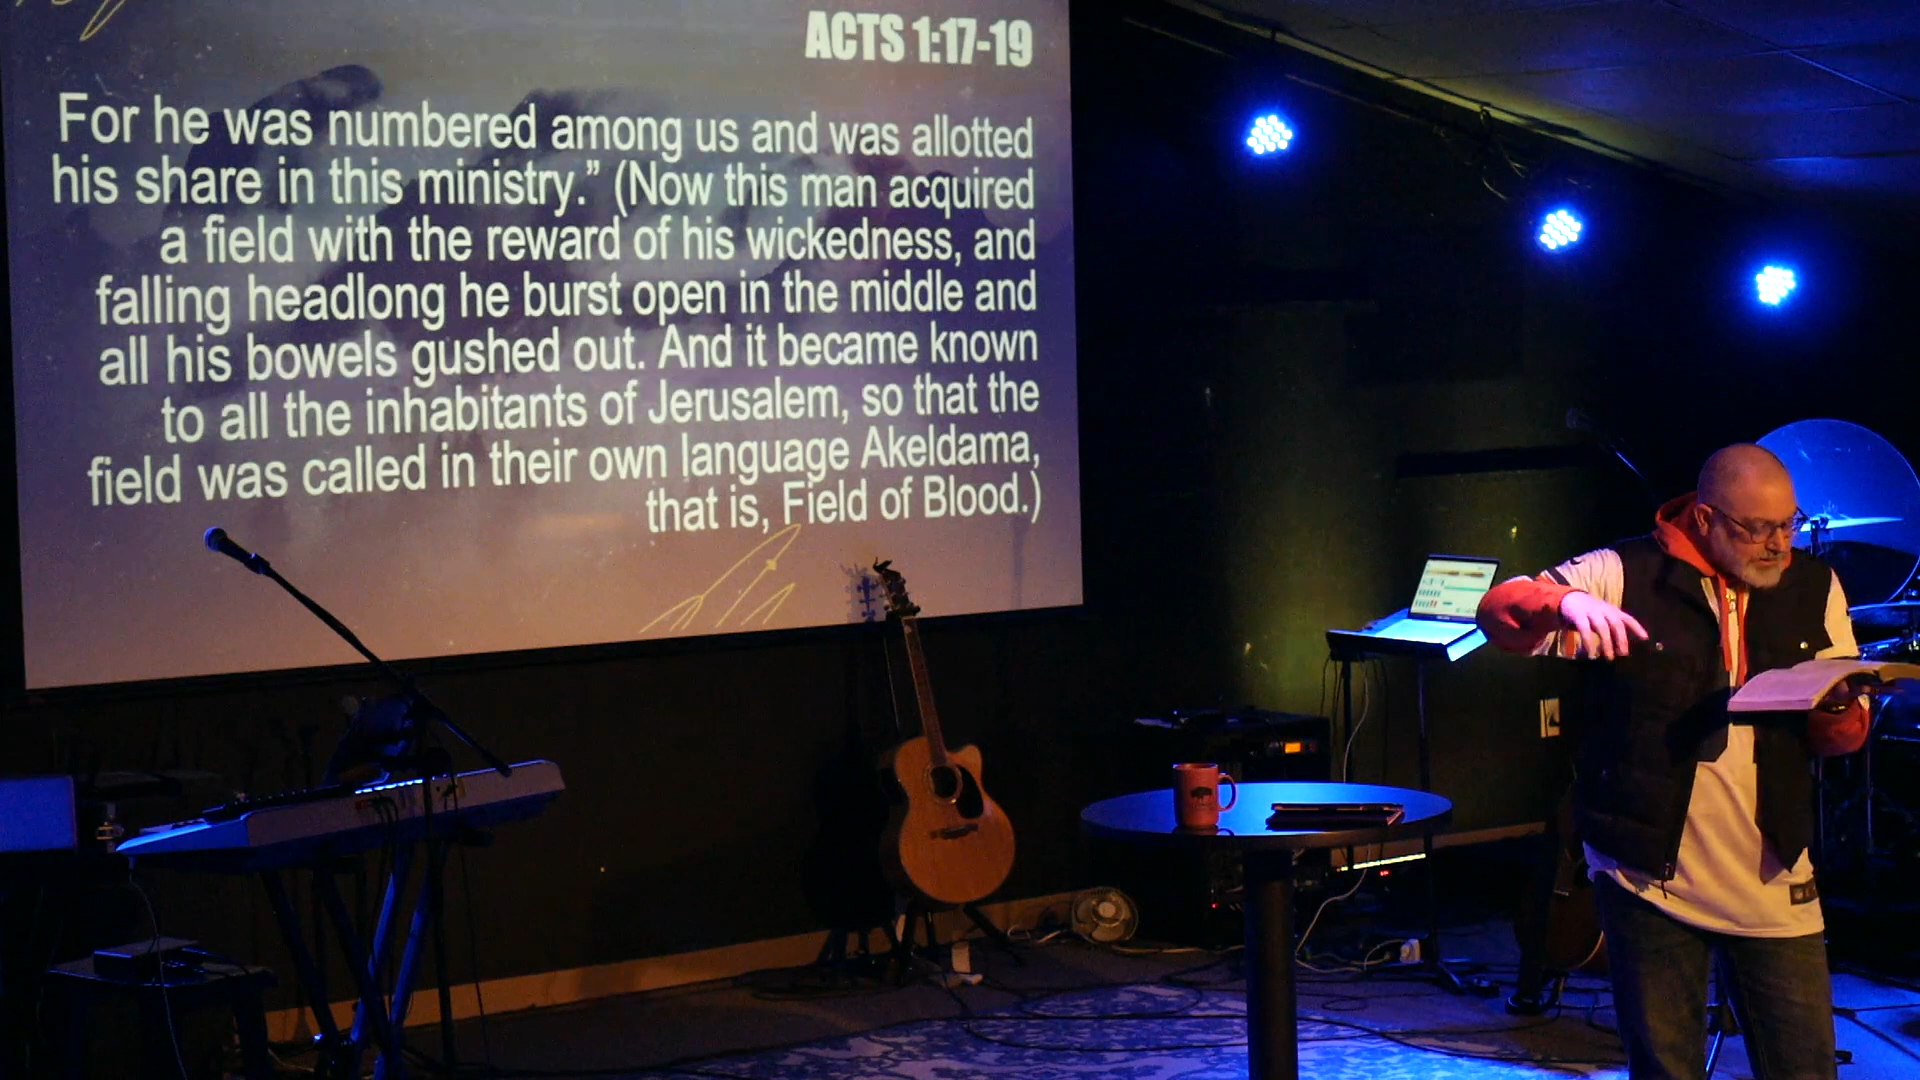 ACTS 1:17-19
For he was numbered among us and was allotted
his share in this ministry.” (Now this man acquired
a field with the reward of his wickedness, and
falling headlong he burst open in the middle and
all his bowels gushed out. And it became known
to all the inhabitants of Jerusalem, so that the
field was called in their own language Akeldama,
that is, Field of Blood.)